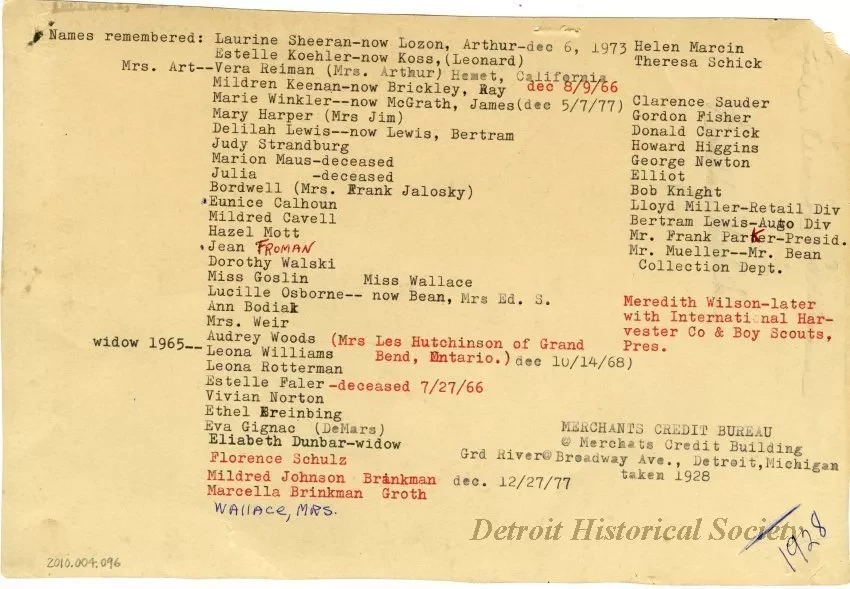 Names remembered: Laurine Sheeran-now Lozon, Arthur-dec 6, 1973 Helen Marcin
Estelle Koehler-now Koss,(Leonard) Theresa Schick
Mrs. Art--Vera Reiman (Mrs. Arthur) Hemet, California
Mildren Keenan-now Brickley, Ray dec 8/9/66
Marie Winkler--now McGrath, James(dec 5/7/77) Clarence Sauder
Mary Harper (Mrs Jim) Gordon Fisher
Delilah Lewis--now Lewis, Bertram Donald Carrick
Judy Strandburg Howard Higgins
Marion Maus-deceased George Newton
Julia -deceased Elliot
Bordwell (Mrs. Frank Jalosky) Bob Knight
Eunice Calhoun Lloyd Miller-Retail Div
Mildred Cavell Bertram Lewis-Auto Div
Hazel Mott Mr. Frank Parker-Presid.
Jean FROMAN Mr. Mueller--Mr. Bean
Dorothy Walski Collection Dept.
Miss Goslin Miss Wallace
Lucille Osborne-- now Bean, Mrs Ed. S.
Ann Bodiak Meredith Wilson-later
Mrs. Weir with International Har-
widow 1965-- Audrey Woods (Mrs Les Hutchinson of Grand vester Co & Boy Scouts,
Leona Williams Bend, Ontario.) dec 10/14/68) Pres.
Leona Rotterman
Estelle Faler-deceased 7/27/66
Vivian Norton
Ethel Ereinbing
Eva Gignac (DeMars) MERCHANTS CREDIT BUREAU
Eliabeth Dunbar-widow @ Merchats Credit Building
Florence Schulz Grd River@Broadway Ave., Detroit,Michigan
Mildred Johnson Brinkman dec. 12/27/77 taken 1928
Marcella Brinkman Groth
WALLACE, MRS.
Detroit Historical Society
1928
2010.004.096